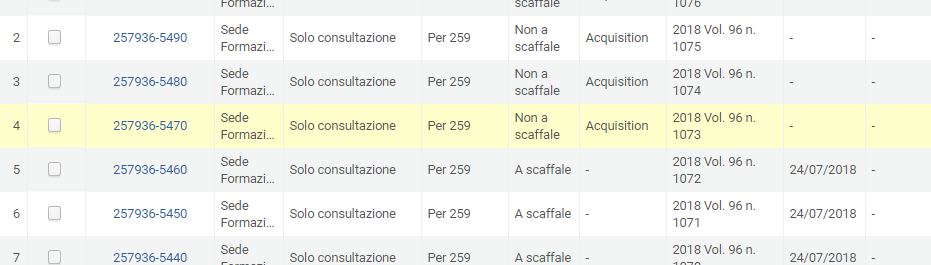 scaffale
1076
2 257936-5490 Sede Formazi... Solo consultazione Per 259 Non a scaffale Acquisition 2018 Vol. 96 n. 1075 - -
3 257936-5480 Sede Formazi... Solo consultazione Per 259 Non a scaffale Acquisition 2018 Vol. 96 n. 1074 - -
4 257936-5470 Sede Formazi... Solo consultazione Per 259 Non a scaffale Acquisition 2018 Vol. 96 n. 1073 - -
5 257936-5460 Sede Formazi... Solo consultazione Per 259 A scaffale - 2018 Vol. 96 n. 1072 24/07/2018 -
6 257936-5450 Sede Formazi... Solo consultazione Per 259 A scaffale - 2018 Vol. 96 n. 1071 24/07/2018 -
7 257936-5440 Sede Solo consultazione Per 259 A scaffale - 2018 Vol. 96 n. 24/07/2018 -